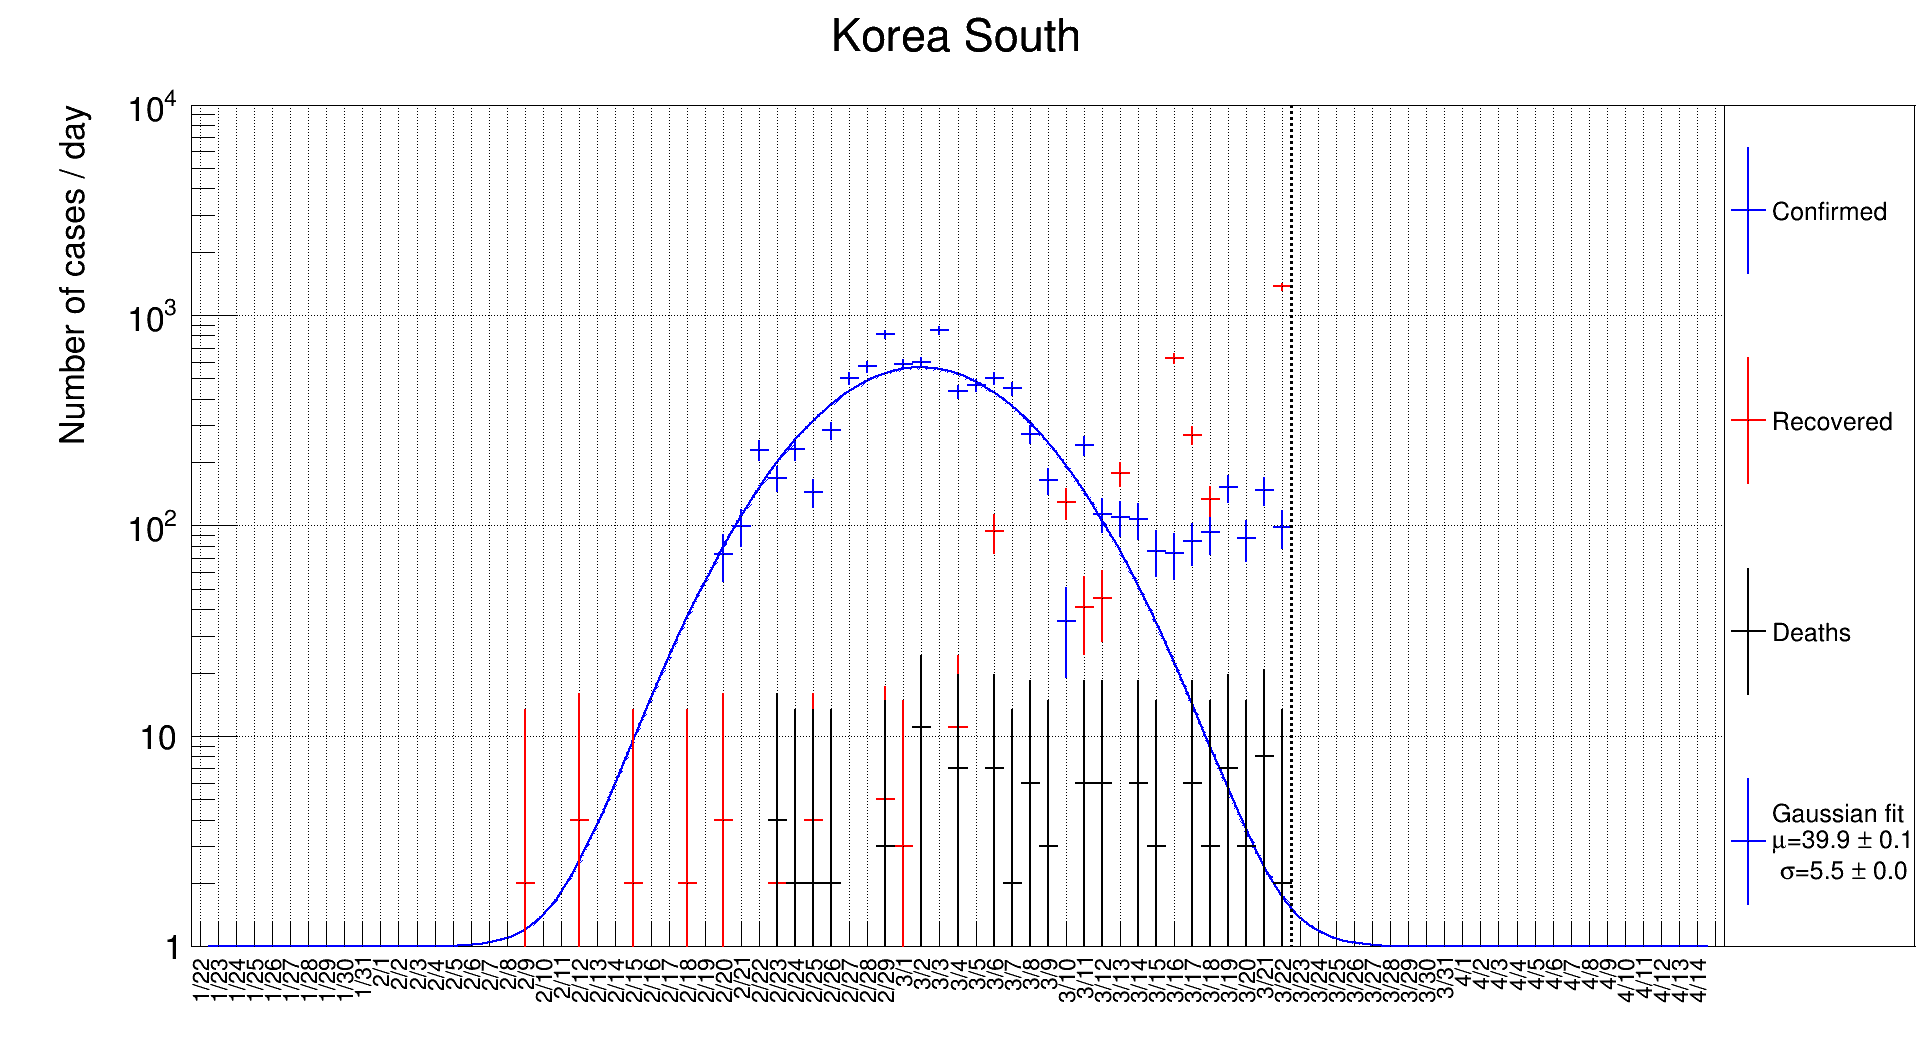 Korea South
Number of cases / day
10⁴
10³
10²
10
1
1/22 1/23 1/24 1/25 1/26 1/27 1/28 1/29 1/30 1/31 2/1 2/2 2/3 2/4 2/5 2/6 2/7 2/8 2/9 2/10 2/11 2/12 2/13 2/14 2/15 2/16 2/17 2/18 2/19 2/20 2/21 2/22 2/23 2/24 2/25 2/26 2/27 2/28 2/29 3/1 3/2 3/3 3/4 3/5 3/6 3/7 3/8 3/9 3/10 3/11 3/12 3/13 3/14 3/15 3/16 3/17 3/18 3/19 3/20 3/21 3/22 3/23 3/24 3/25 3/26 3/27 3/28 3/29 3/30 3/31 4/1 4/2 4/3 4/4 4/5 4/6 4/7 4/8 4/9 4/10 4/11 4/12 4/13 4/14
Confirmed
Recovered
Deaths
Gaussian fit
μ=39.9 ± 0.1
σ=5.5 ± 0.0